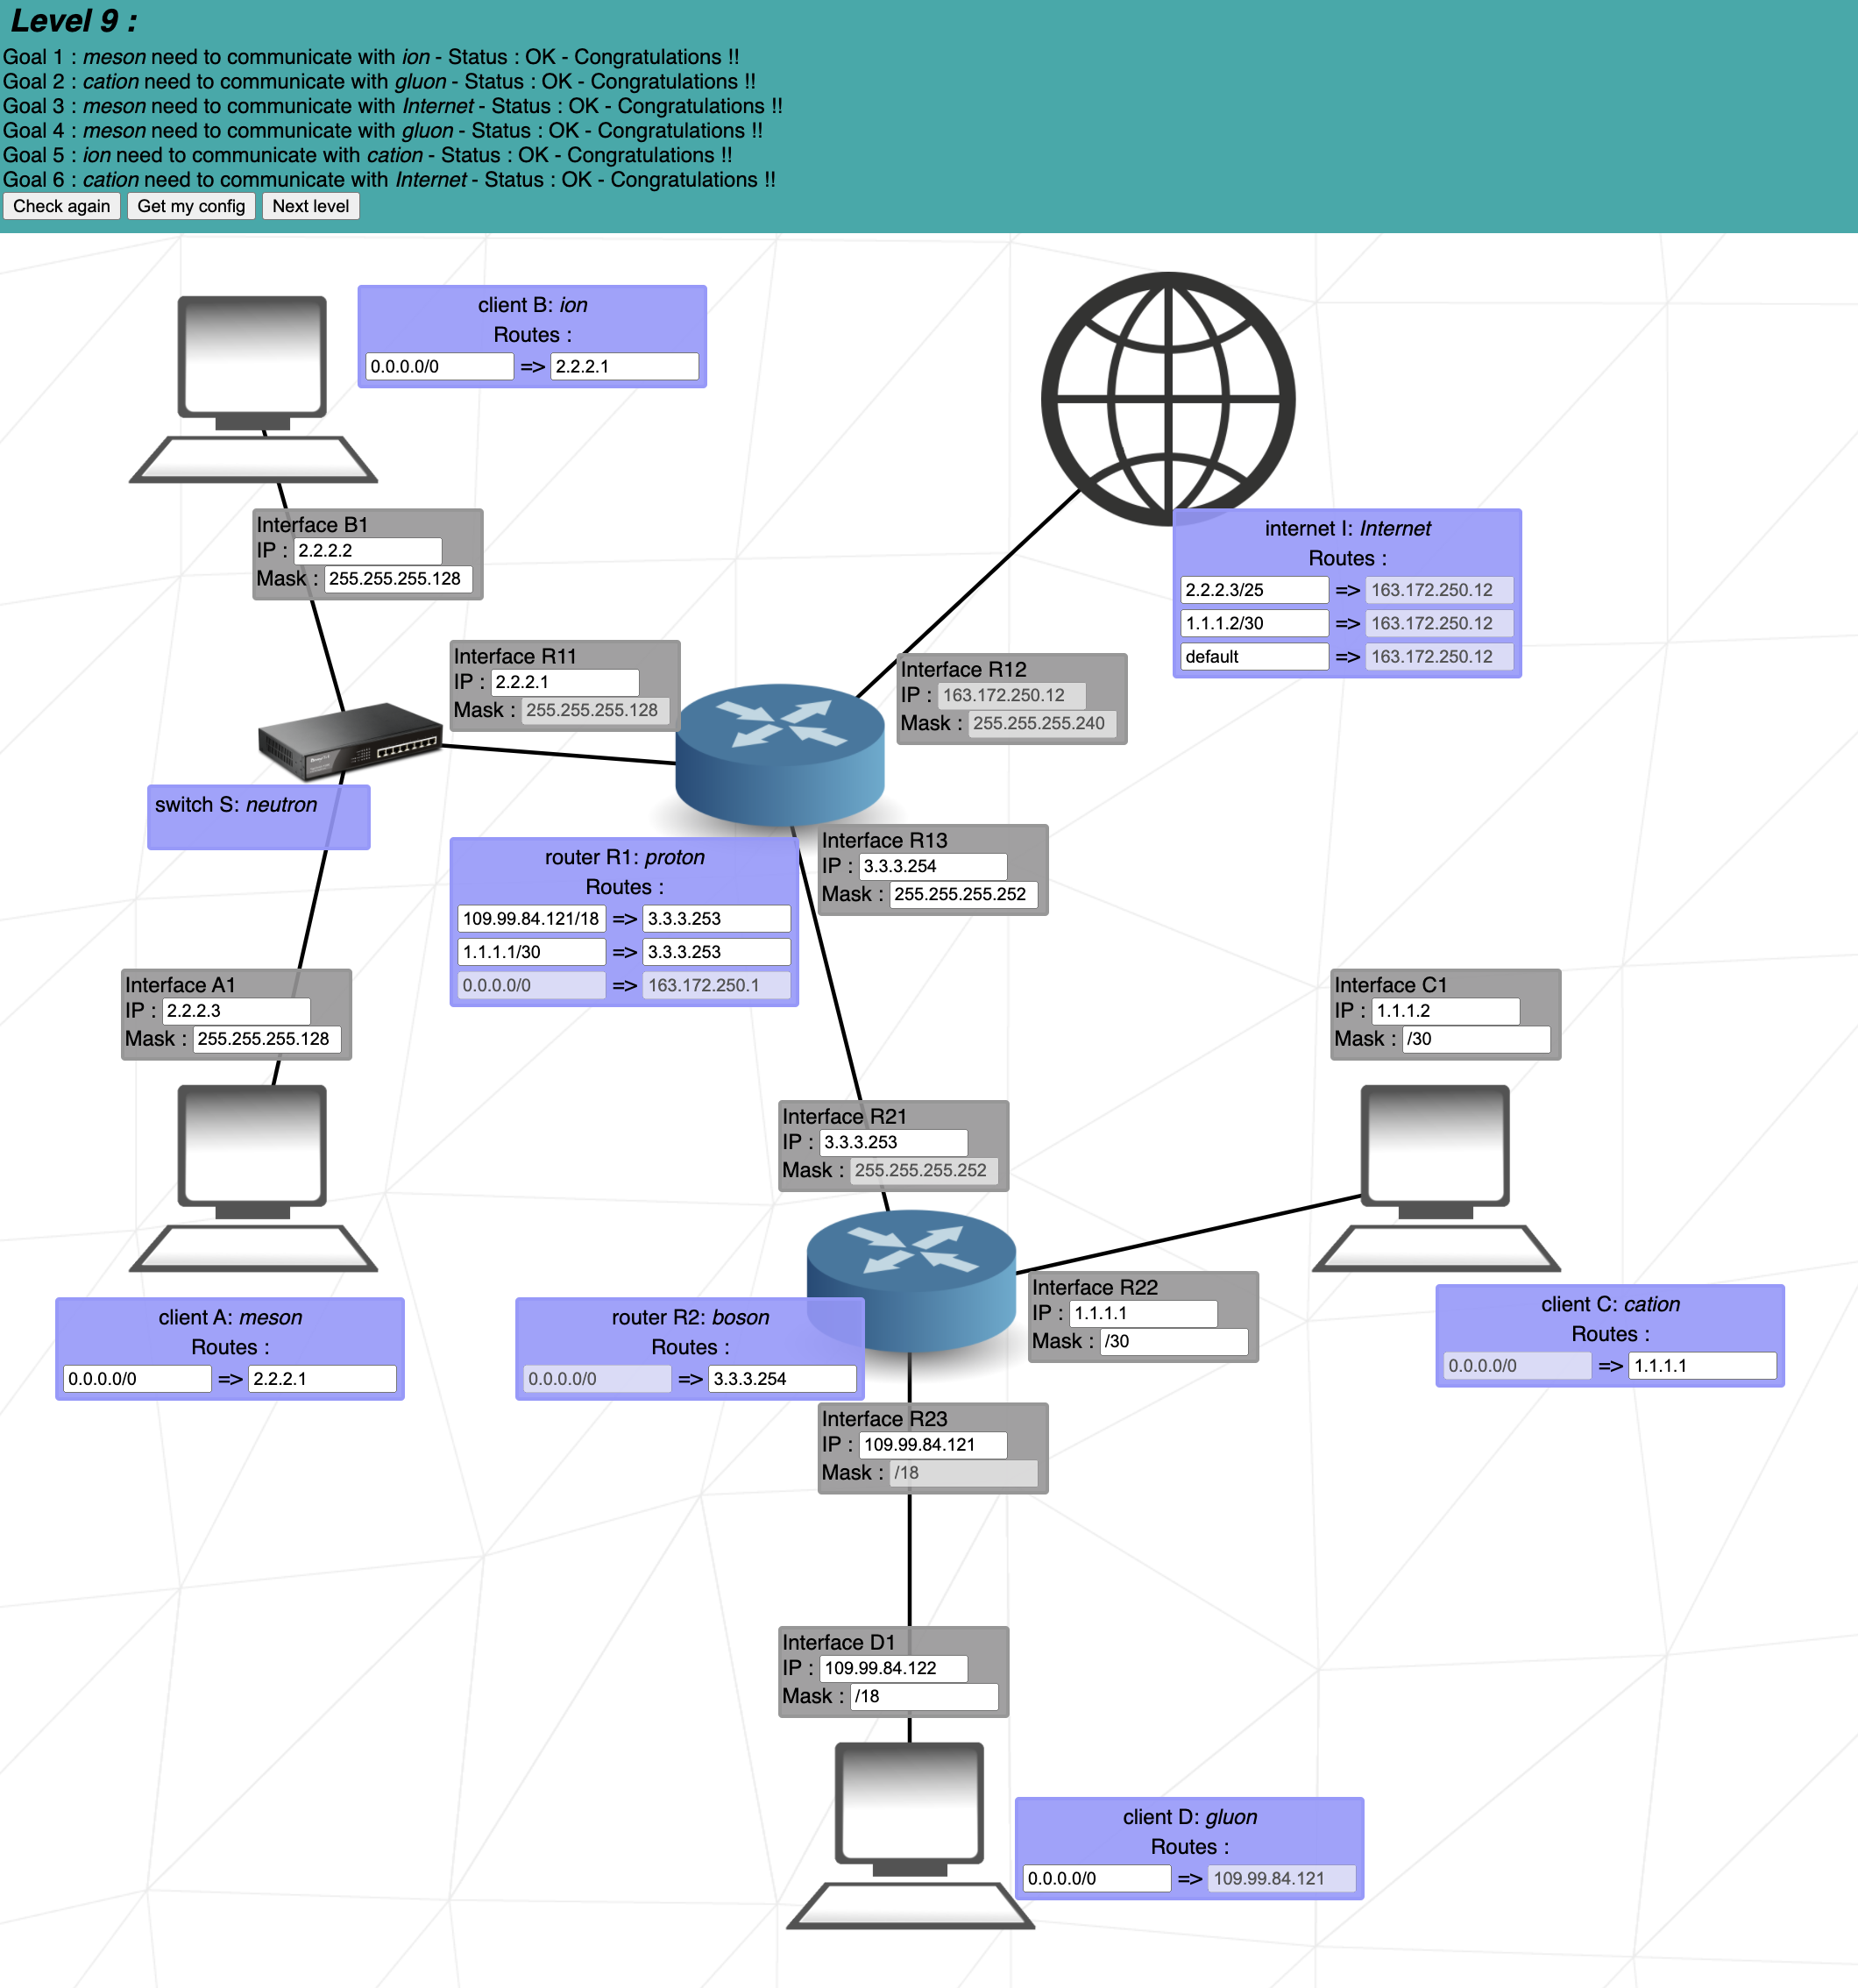 Level 9 :
Goal 1 : meson need to communicate with ion - Status : OK - Congratulations !!
Goal 2 : cation need to communicate with gluon - Status : OK - Congratulations !!
Goal 3 : meson need to communicate with Internet - Status : OK - Congratulations !!
Goal 4 : meson need to communicate with gluon - Status : OK - Congratulations !!
Goal 5 : ion need to communicate with cation - Status : OK - Congratulations !!
Goal 6 : cation need to communicate with Internet - Status : OK - Congratulations !!
Check again Get my config Next level
client B: ion
Routes :
0.0.0.0/0 => 2.2.2.1
Interface B1
IP : 2.2.2.2
Mask : 255.255.255.128
internet I: Internet
Routes :
2.2.2.3/25 => 163.172.250.12
1.1.1.2/30 => 163.172.250.12
default => 163.172.250.12
Interface R11
IP : 2.2.2.1
Mask : 255.255.255.128
Interface R12
IP : 163.172.250.12
Mask : 255.255.255.240
switch S: neutron
Interface R13
IP : 3.3.3.254
Mask : 255.255.255.252
router R1: proton
Routes :
109.99.84.121/18 => 3.3.3.253
1.1.1.1/30 => 3.3.3.253
0.0.0.0/0 => 163.172.250.1
Interface A1
IP : 2.2.2.3
Mask : 255.255.255.128
Interface C1
IP : 1.1.1.2
Mask : /30
Interface R21
IP : 3.3.3.253
Mask : 255.255.255.252
Interface R22
IP : 1.1.1.1
Mask : /30
client A: meson
Routes :
0.0.0.0/0 => 2.2.2.1
router R2: boson
Routes :
0.0.0.0/0 => 3.3.3.254
client C: cation
Routes :
0.0.0.0/0 => 1.1.1.1
Interface R23
IP : 109.99.84.121
Mask : /18
Interface D1
IP : 109.99.84.122
Mask : /18
client D: gluon
Routes :
0.0.0.0/0 => 109.99.84.121